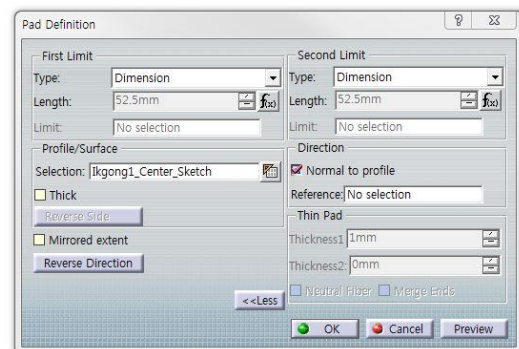 Pad Definition
First Limit
Type: Dimension
Length: 52.5mm
f(x)
Limit: No selection
Profile/Surface
Selection: Ikgong1_Center_Sketch
Thick
Reverse Side
Mirrored extent
Reverse Direction
<<Less
Second Limit
Type: Dimension
Length: 52.5mm
f(x)
Limit: No selection
Direction
Normal to profile
Reference: No selection
Thin Pad
Thickness1 1mm
Thickness2: 0mm
Neutral Fiber Merge Ends
OK Cancel Preview